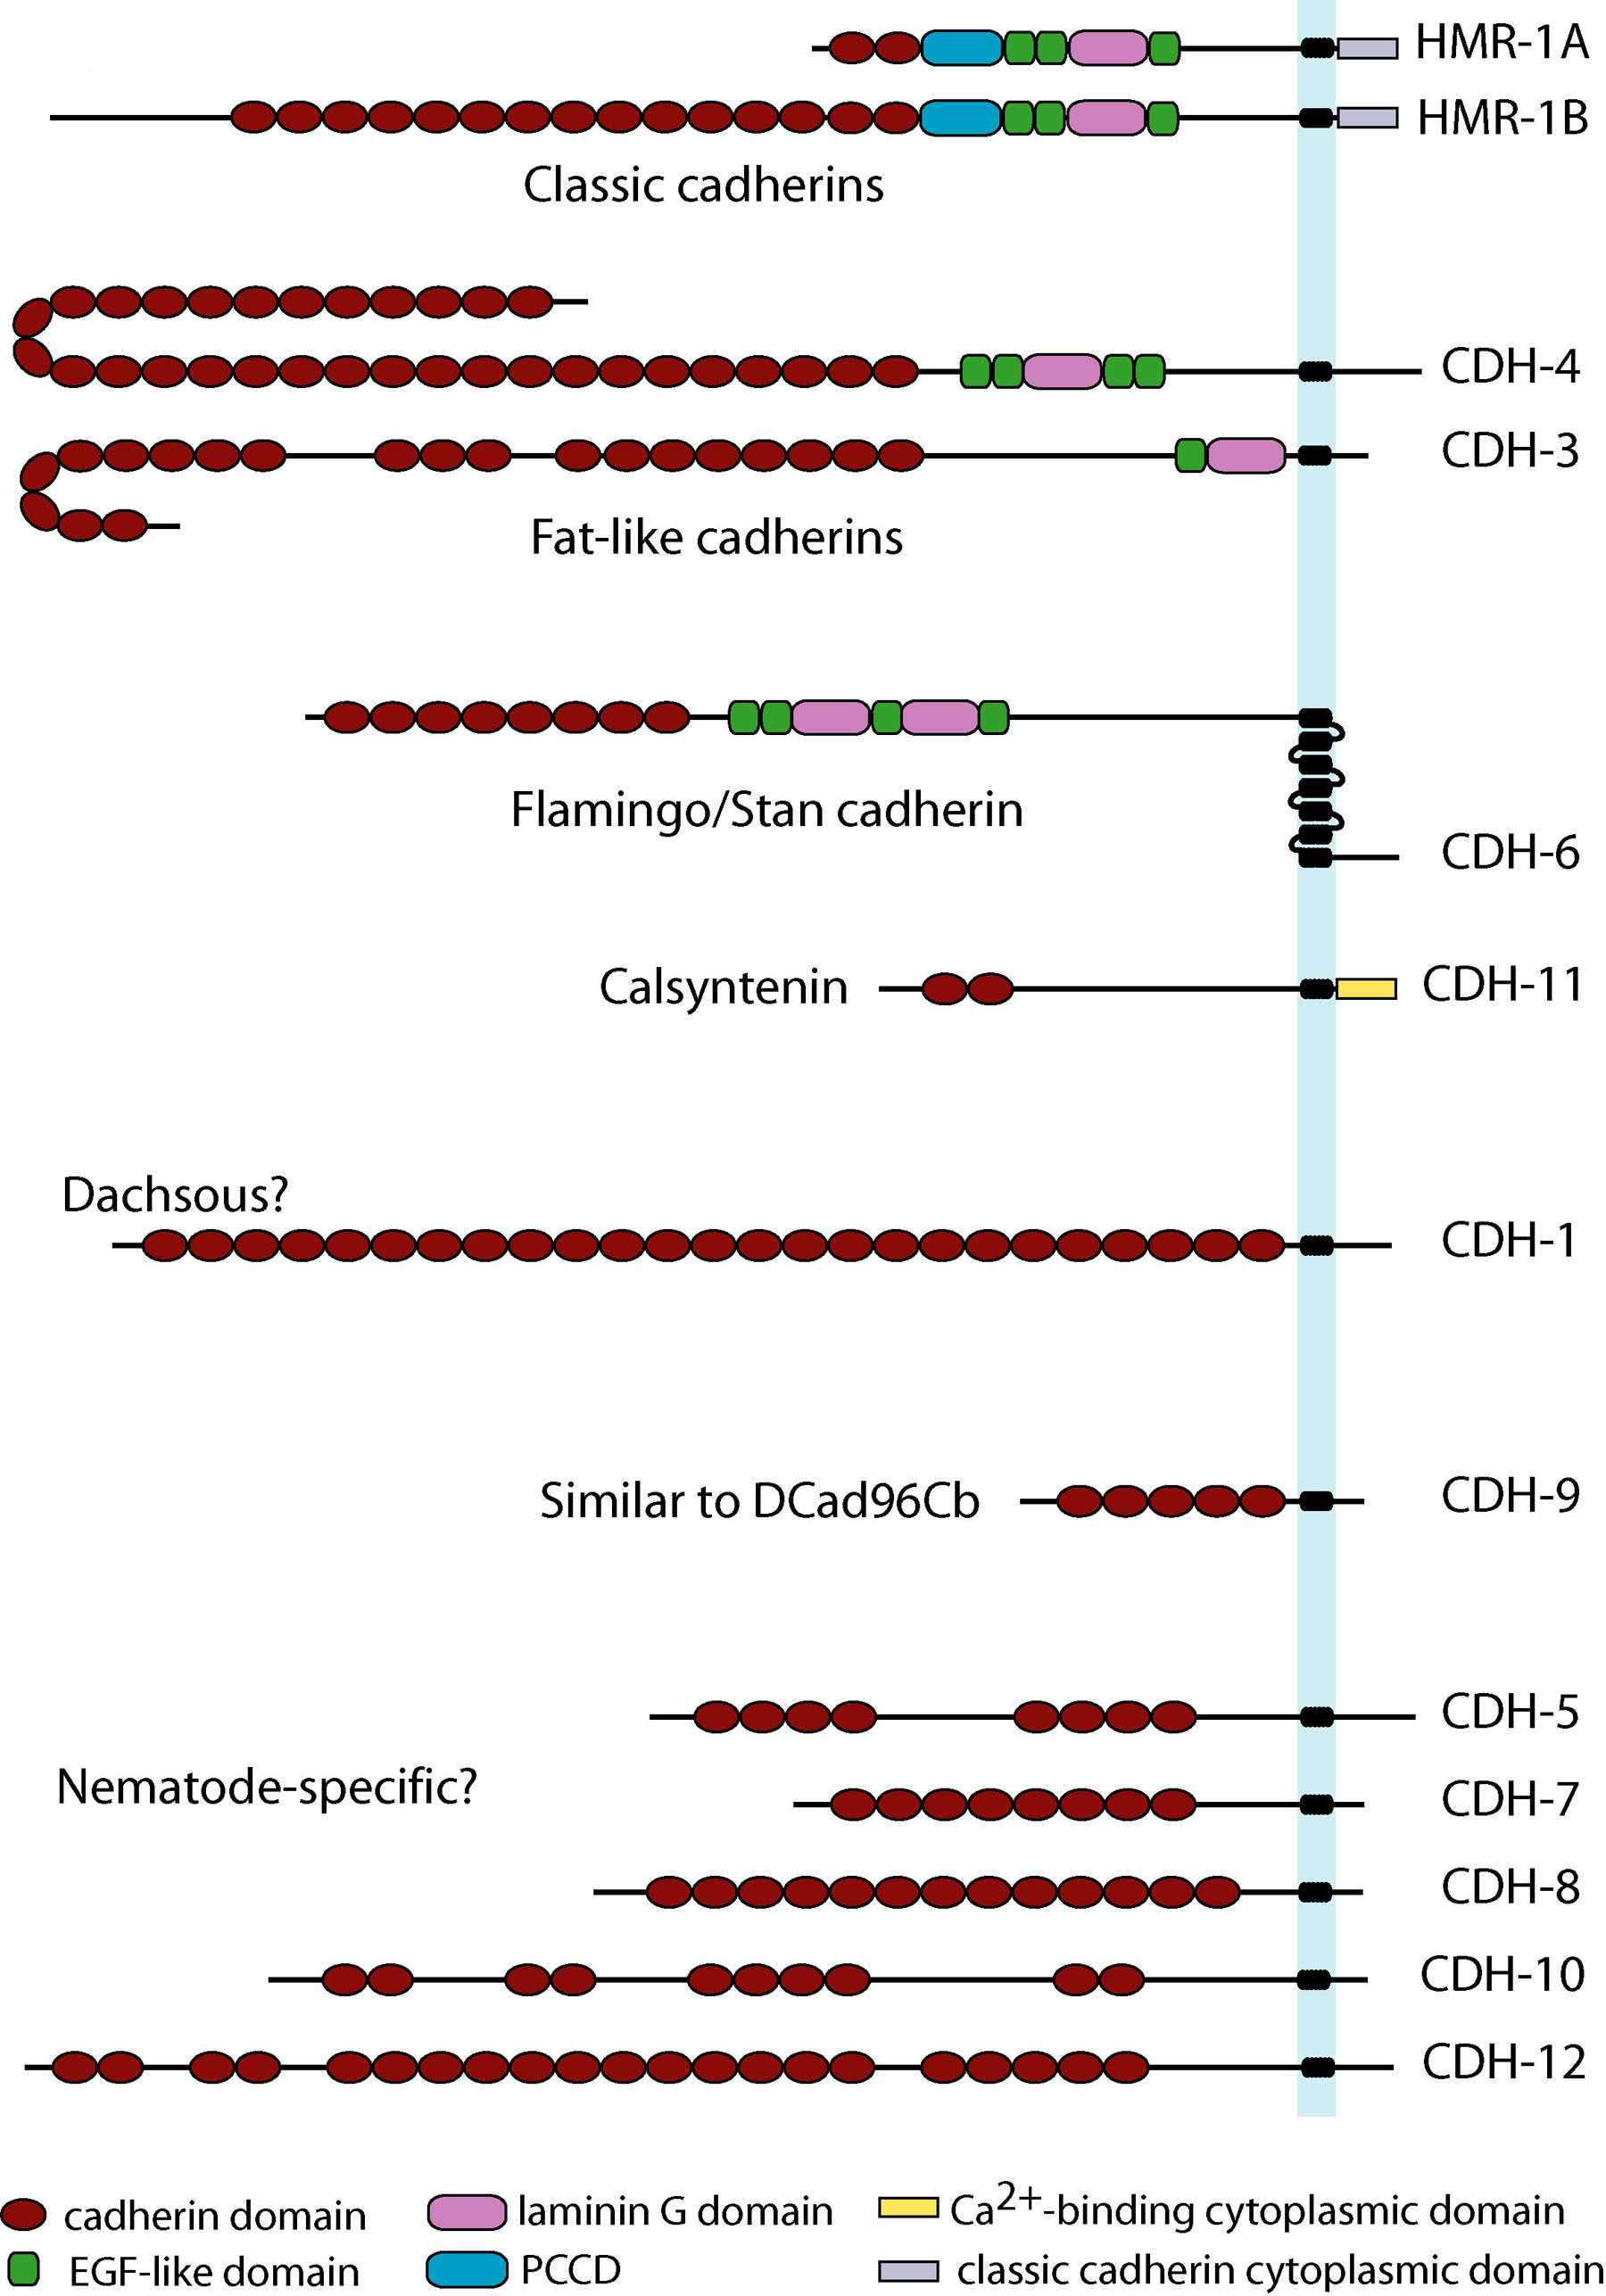 HMR-1A
HMR-1B
Classic cadherins
CDH-4
CDH-3
Fat-like cadherins
Flamingo/Stan cadherin
CDH-6
Calsyntenin
CDH-11
Dachsous?
CDH-1
Similar to DCad96Cb
CDH-9
CDH-5
Nematode-specific?
CDH-7
CDH-8
CDH-10
CDH-12
cadherin domain
laminin G domain
Ca2+-binding cytoplasmic domain
EGF-like domain
PCCD
classic cadherin cytoplasmic domain